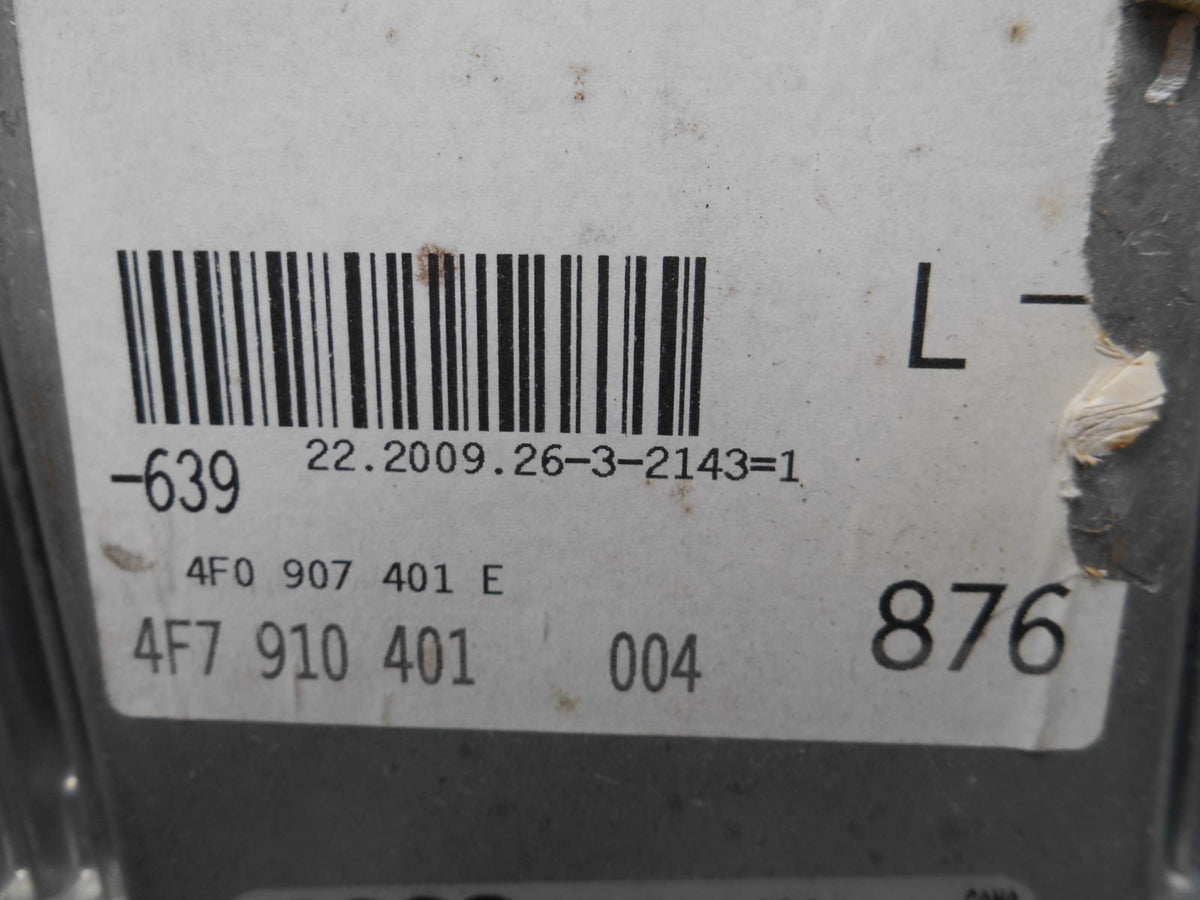 L -
22.2009.26-3-2143=1
-639
4F0 907 401 E
4F7 910 401 004
876